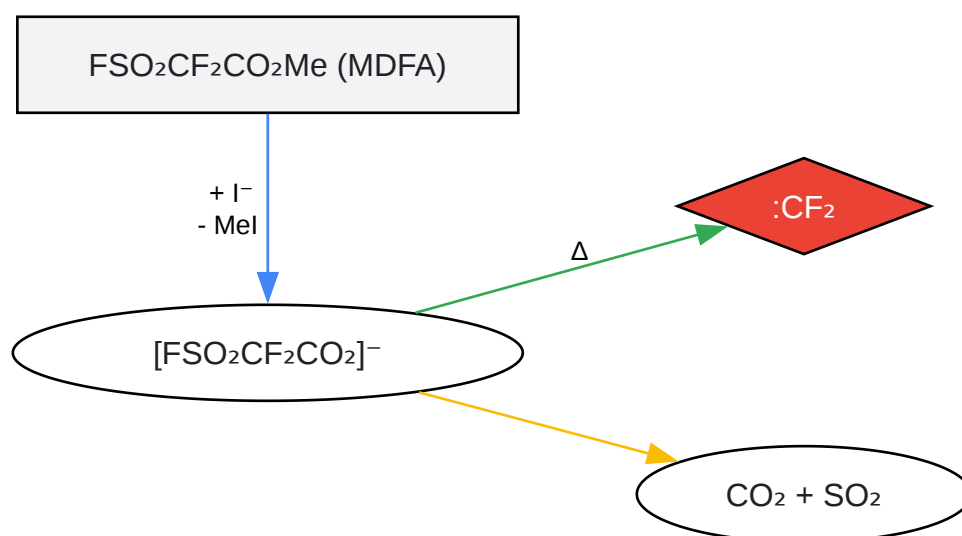 FSO₂CF₂CO₂Me (MDFA)
+ I⁻
- MeI
:CF₂
Δ
[FSO₂CF₂CO₂]⁻
CO₂ + SO₂